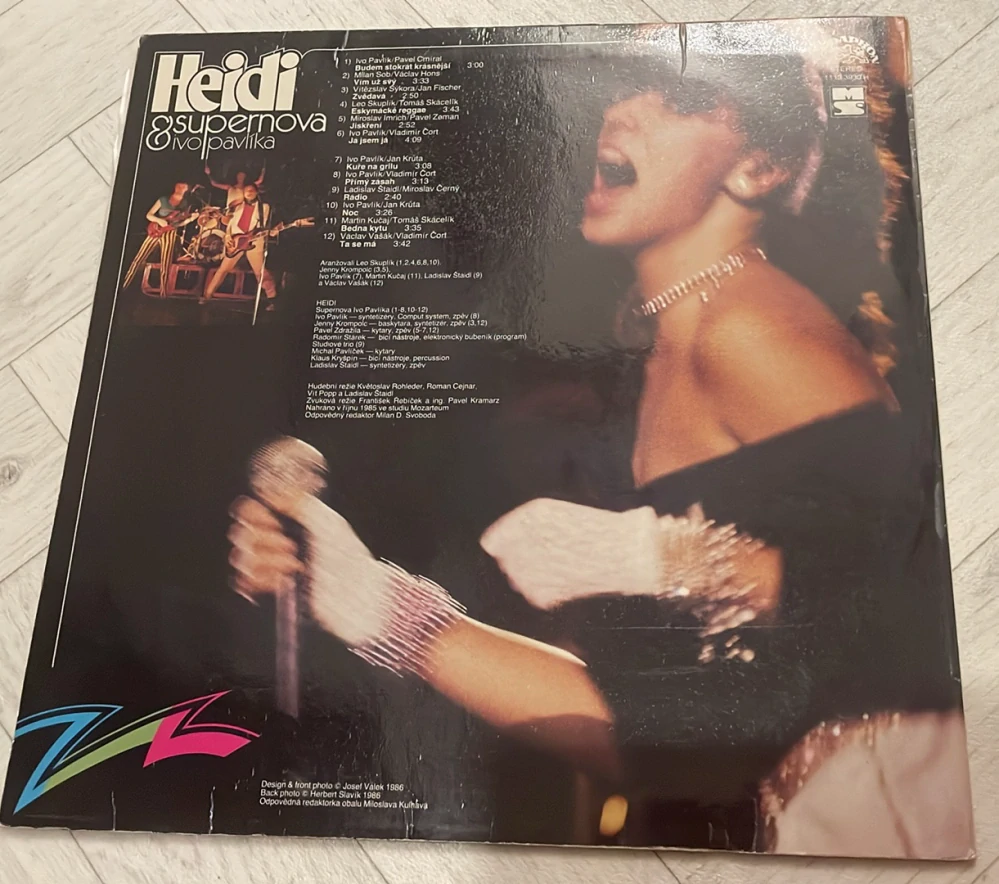 Heidi
& supernova
ivo pavlíka
1) Ivo Pavlík/Pavel Cmíral
Budem stokrát krásnější 3:00
2) Milan Sob/Václav Hons
Vím už svý 3:33
3) Vítězslav Sýkora/Jan Fischer
Zvědavá 2:50
4) Leo Skuplík/Tomáš Skácelík
Eskymácké reggae 3:43
5) Miroslav Imrich/Pavel Zeman
Jiskření 2:52
6) Ivo Pavlík/Vladimír Čort
Já jsem já 4:09
7) Ivo Pavlík/Jan Krůta
Kuře na grilu 3:08
8) Ivo Pavlík/Vladimír Čort
Přímý zásah 3:13
9) Ladislav Štaidl/Miroslav Černý
Rádio 2:40
10) Ivo Pavlík/Jan Krůta
Noc 3:26
11) Martin Kučaj/Tomáš Skácelík
Bedna kytu 3:35
12) Václav Vašák/Vladimír Čort
Ta se má 3:42
Aranžovali Leo Skuplík (1,2,4,6,8,10),
Jenny Krompolc (3,5),
Ivo Pavlík (7), Martin Kučaj (11), Ladislav Štaidl (9)
a Václav Vašák (12)
HEIDI
Supernova Ivo Pavlíka (1-8,10-12)
Ivo Pavlík — syntetizéry, Comput system, zpěv (8)
Jenny Krompolc — baskytara, syntetizér, zpěv (3,12)
Pavel Zdražila — kytary, zpěv (5-7,12)
Radomír Stárek — bicí nástroje, elektronický bubeník (program)
Studiové trio (9)
Michal Pavlíček — kytary
Klaus Kryšpín — bicí nástroje, percussion
Ladislav Štaidl — syntetizéry, zpěv
Hudební režie Květoslav Rohleder, Roman Cejnar,
Vít Popp a Ladislav Štaidl
Zvuková režie František Řebíček a ing. Pavel Kramarz
Nahráno v říjnu 1985 ve studiu Mozarteum
Odpovědný redaktor Milan D. Svoboda
STEREO
MS
Design & front photo © Josef Válek 1986
Back photo © Herbert Slavík 1986
Odpovědná redaktorka obalu Miloslava Kulhavá